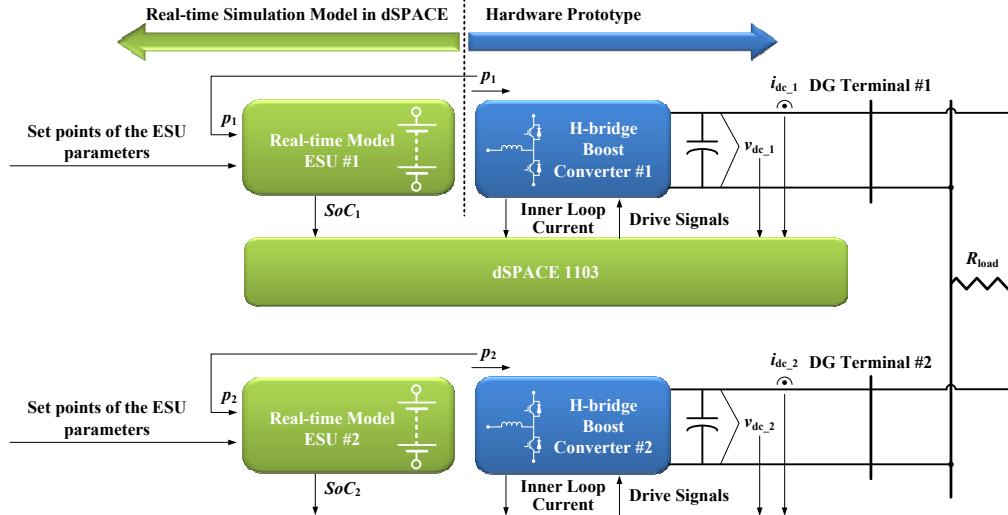 Real-time Simulation Model in dSPACE
Hardware Prototype
p1
p1
Set points of the ESU
parameters
Real-time Model
ESU #1
H-bridge
Boost
Converter #1
idc_1
DG Terminal #1
vdc_1
SoC1
Inner Loop
Current
Drive Signals
dSPACE 1103
Rload
p2
p2
Set points of the ESU
parameters
Real-time Model
ESU #2
H-bridge
Boost
Converter #2
idc_2
DG Terminal #2
vdc_2
SoC2
Inner Loop
Current
Drive Signals